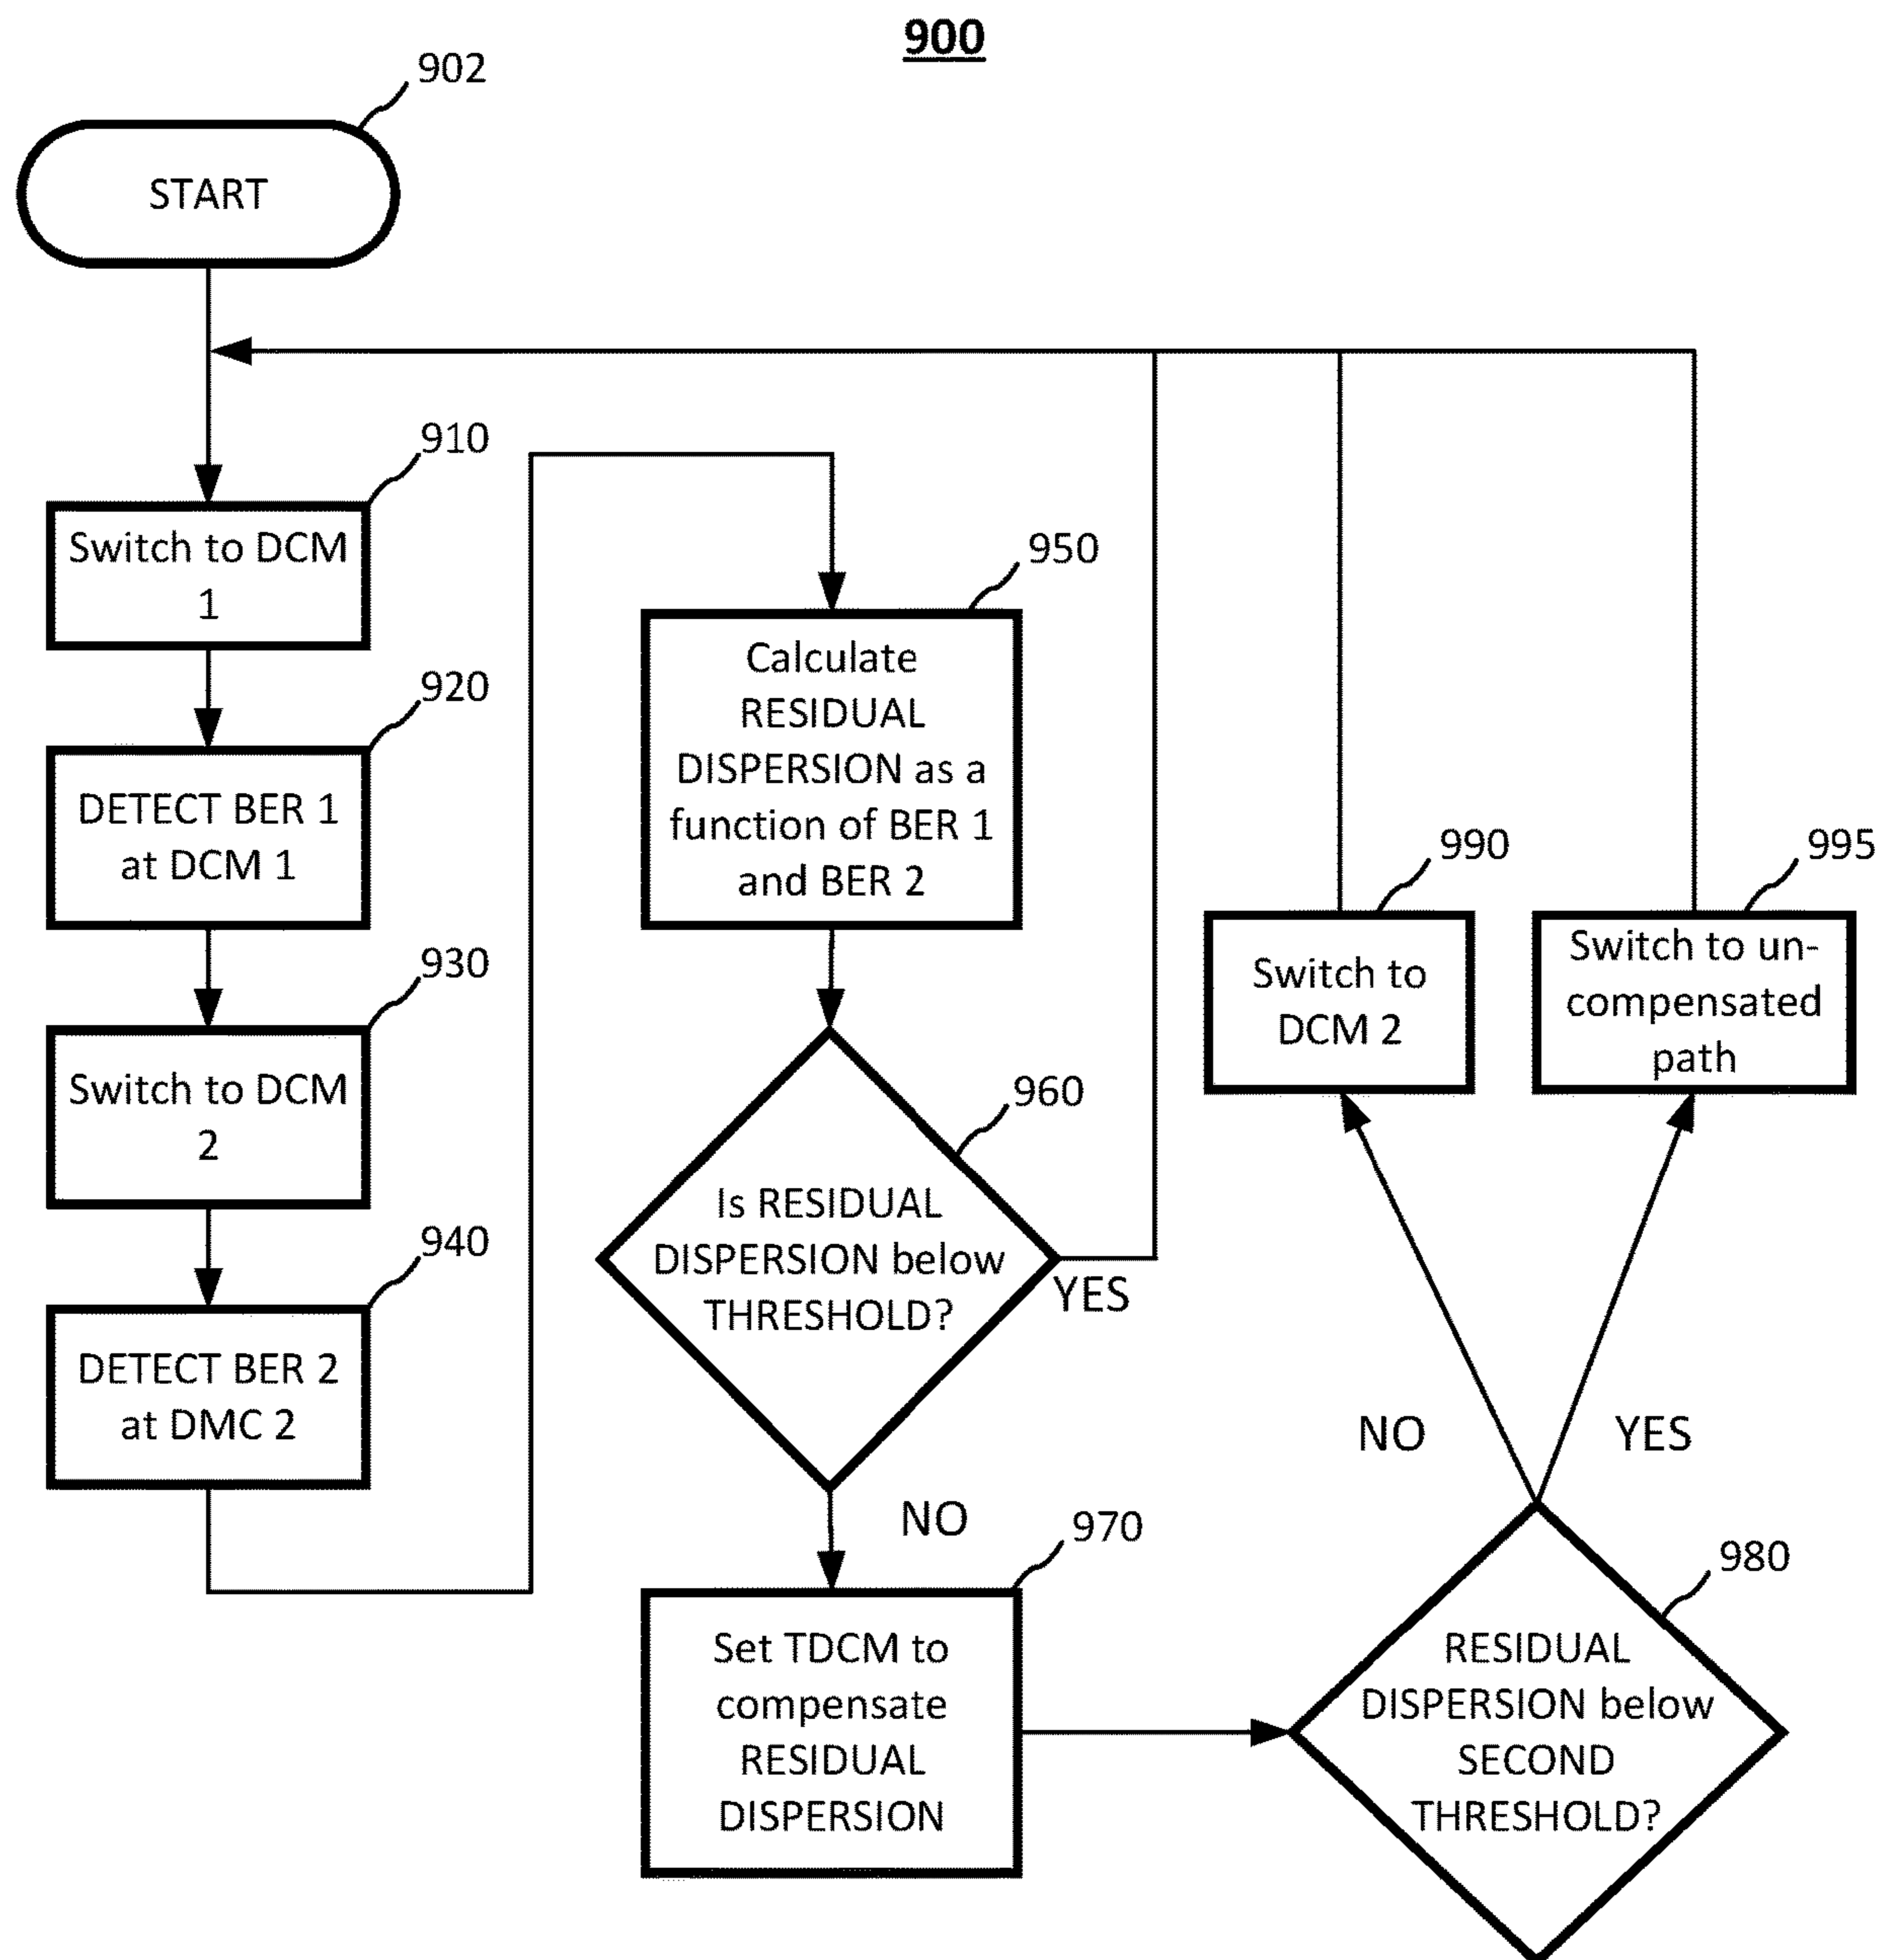 900
902
START
910
Switch to DCM
1
920
DETECT BER 1
at DCM 1
930
Switch to DCM
2
940
DETECT BER 2
at DMC 2
950
Calculate
RESIDUAL
DISPERSION as a
function of BER 1
and BER 2
960
Is RESIDUAL
DISPERSION below
THRESHOLD?
YES
NO
970
Set TDCM to
compensate
RESIDUAL
DISPERSION
980
RESIDUAL
DISPERSION below
SECOND
THRESHOLD?
NO
YES
990
Switch to
DCM 2
995
Switch to un-
compensated
path